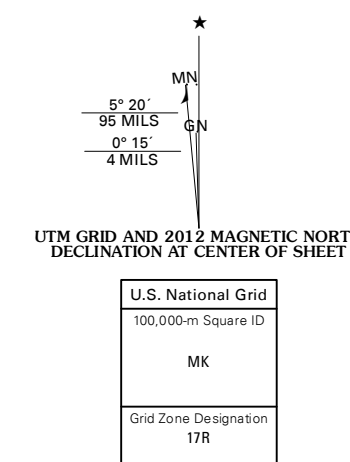 ★
MN
5° 20´
95 MILS
GN
0° 15´
4 MILS
UTM GRID AND 2012 MAGNETIC NORT
DECLINATION AT CENTER OF SHEET
U.S. National Grid
100,000-m Square ID
MK
Grid Zone Designation
17R